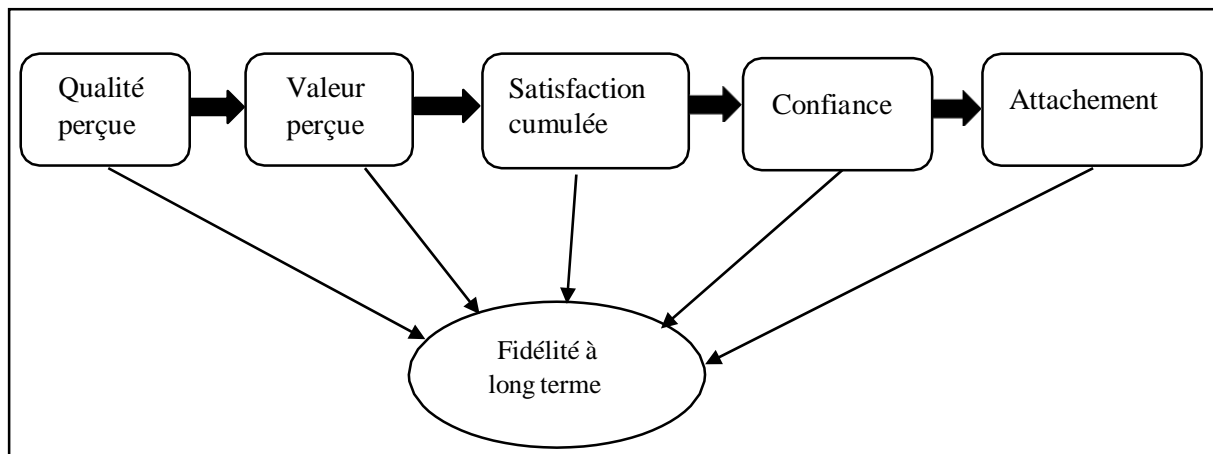 Qualité
perçue
Valeur
perçue
Satisfaction
cumulée
Confiance
Attachement
Fidélité à
long terme